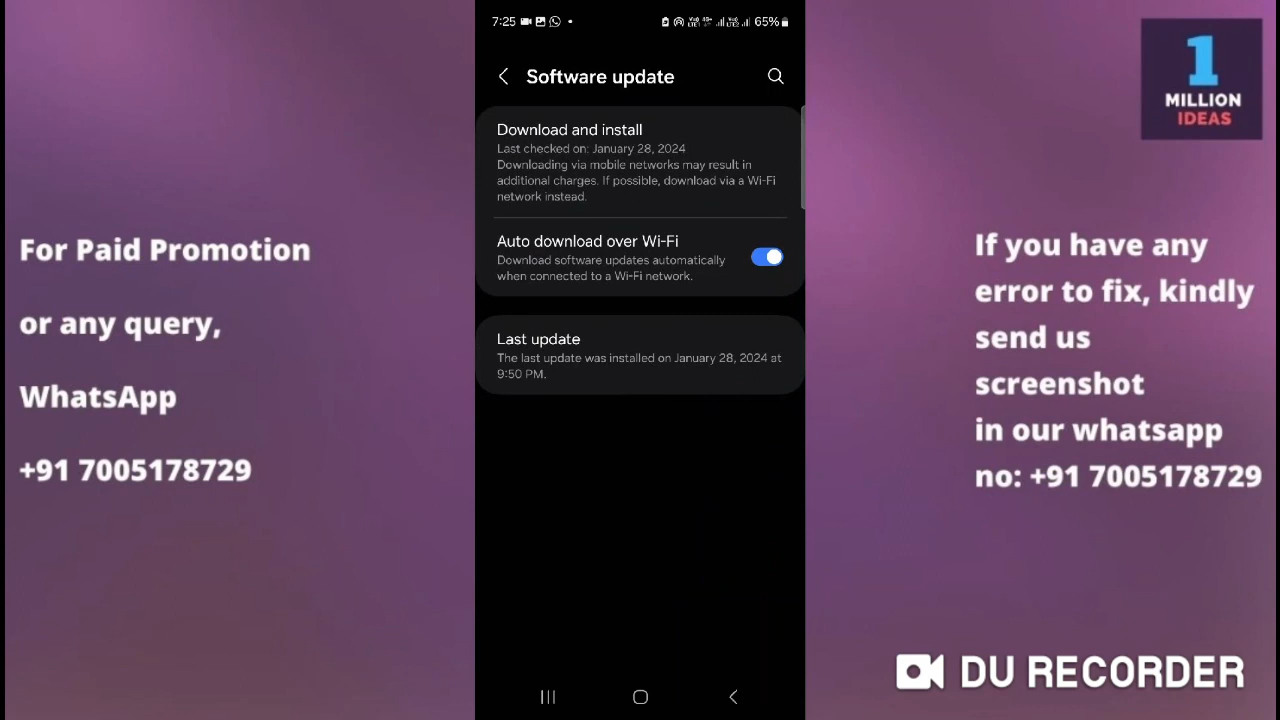 7:25
65%
Software update
Download and install
Last checked on: January 28, 2024
Downloading via mobile networks may result in
additional charges. If possible, download via a Wi-Fi
network instead.
Auto download over Wi-Fi
Download software updates automatically
when connected to a Wi-Fi network.
Last update
The last update was installed on January 28, 2024 at
9:50 PM.
For Paid Promotion
or any query,
WhatsApp
+91 7005178729
1
MILLION
IDEAS
If you have any
error to fix, kindly
send us
screenshot
in our whatsapp
no: +91 7005178729
DU RECORDER